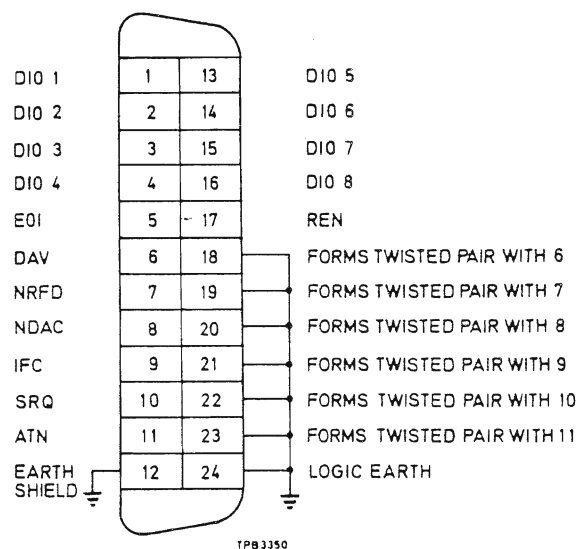 DIO 1 1 13 DIO 5
DIO 2 2 14 DIO 6
DIO 3 3 15 DIO 7
DIO 4 4 16 DIO 8
EOI 5 17 REN
DAV 6 18 FORMS TWISTED PAIR WITH 6
NRFD 7 19 FORMS TWISTED PAIR WITH 7
NDAC 8 20 FORMS TWISTED PAIR WITH 8
IFC 9 21 FORMS TWISTED PAIR WITH 9
SRQ 10 22 FORMS TWISTED PAIR WITH 10
ATN 11 23 FORMS TWISTED PAIR WITH 11
EARTH 12 24 LOGIC EARTH
SHIELD
TPB3350